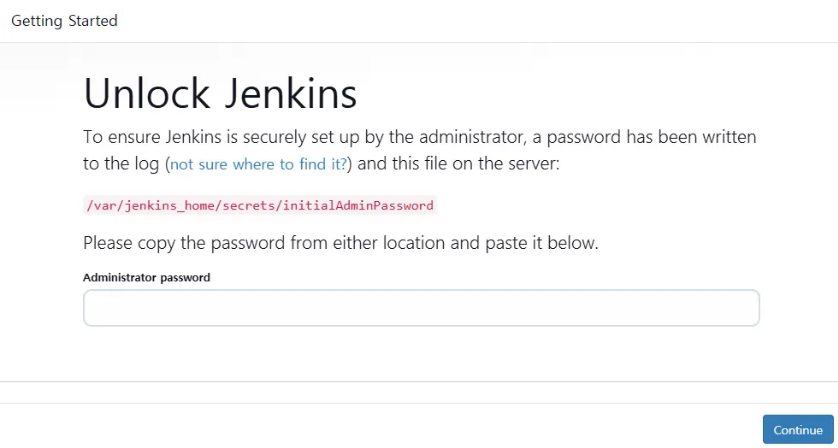 Getting Started
Unlock Jenkins
To ensure Jenkins is securely set up by the administrator, a password has been written
to the log (not sure where to find it?) and this file on the server:
/var/jenkins_home/secrets/initialAdminPassword
Please copy the password from either location and paste it below.
Administrator password
Continue